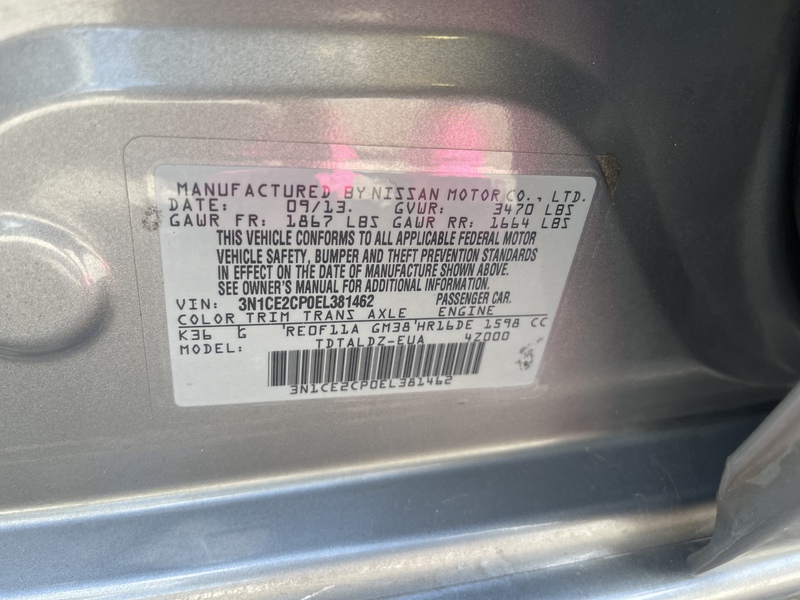 MANUFACTURED BY NISSAN MOTOR CO., LTD.
DATE: 09/13. GVWR: 3470 LBS
GAWR FR: 1867 LBS GAWR RR: 1664 LBS
THIS VEHICLE CONFORMS TO ALL APPLICABLE FEDERAL MOTOR
VEHICLE SAFETY, BUMPER AND THEFT PREVENTION STANDARDS
IN EFFECT ON THE DATE OF MANUFACTURE SHOWN ABOVE.
SEE OWNER'S MANUAL FOR ADDITIONAL INFORMATION.
VIN: 3N1CE2CP0EL381462 PASSENGER CAR.
COLOR TRIM TRANS AXLE ENGINE
K36 G RE0F11A GM38 HR16DE 1598 CC
MODEL: TDTALDZ-EUA 4Z000
3N1CE2CP0EL381462